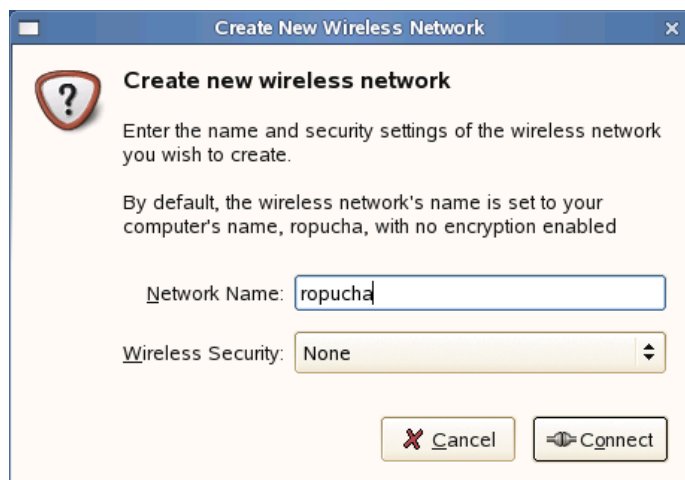 Create New Wireless Network
Create new wireless network
Enter the name and security settings of the wireless network
you wish to create.
By default, the wireless network's name is set to your
computer's name, ropucha, with no encryption enabled
Network Name: ropucha
Wireless Security: None
Cancel Connect